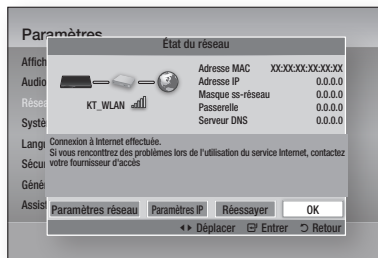 Paramètres
État du réseau
Affich
Audio
Résea
Systè
Langu
Sécur
Géné
Assis
KT_WLAN
Adresse MAC XX:XX:XX:XX:XX:XX
Adresse IP 0.0.0.0
Masque ss-réseau 0.0.0.0
Passerelle 0.0.0.0
Serveur DNS 0.0.0.0
Connexion à Internet effectuée.
Si vous rencontrez des problèmes lors de l'utilisation du service Internet, contactez
votre fournisseur d'accés
Paramètres réseau Paramètres IP Réessayer OK
Déplacer Entrer Retour